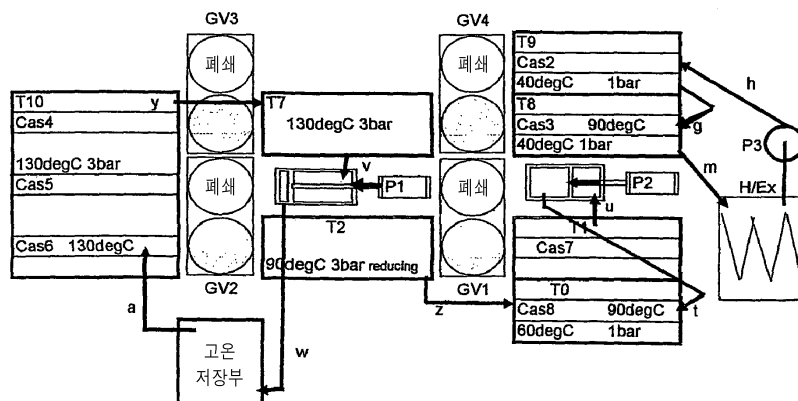 GV3
GV4
폐쇄
폐쇄
T9
Cas2
40degC 1bar
h
T10
y
T7
T8
Cas4
130degC 3bar
Cas3 90degC
g
40degC 1bar
P3
130degC 3bar
v
m
Cas5
폐쇄
P1
폐쇄
P2
H/Ex
u
T2
T1
Cas6 130degC
Cas7
90degC 3bar reducing
T0
GV2
GV1
a
z
Cas8 90degC
t
60degC 1bar
고온
저장부
w